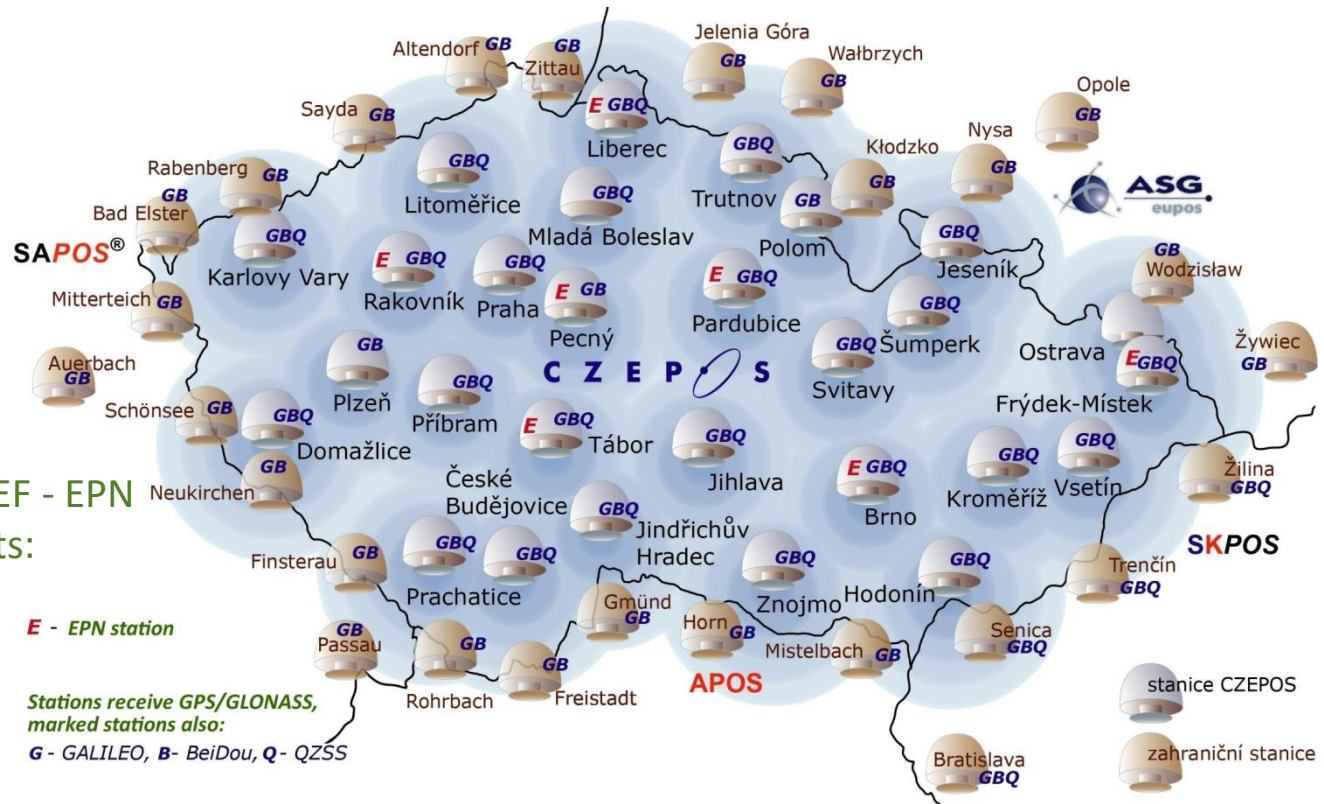 Altendorf GB
GB
Zittau
Jelenia Góra
GB
Wałbrzych
GB
Opole
GB
Sayda
GB
E GBQ
Liberec
GBQ
Trutnov
Kłodzko
GB
Nysa
GB
ASG
eupos
Rabenberg
GB
GBQ
Litoměřice
GBQ
Mladá Boleslav
GB
Polom
GB
Bad Elster
SAPOS®
GBQ
Karlovy Vary
E GBQ
Rakovník
GBQ
Praha
E GB
Pecný
E GBQ
Pardubice
GBQ
Jeseník
GB
Wodzisław
Mitterteich
GB
GBQ
Šumperk
Ostrava
E GBQ
Frýdek-Místek
Żywiec
GB
Auerbach
GB
GB
Plzeň
GBQ
Příbram
CZEPOS
GBQ
Svitavy
Schönsee
GB
GBQ
Domažlice
E GBQ
Tábor
GBQ
Jihlava
E GBQ
Brno
GBQ
Kroměříž
GBQ
Vsetín
Žilina
GBQ
EF - EPN
ts:
GB
Neukirchen
České
Budějovice
GBQ
Jindřichův
Hradec
SKPOS
Finsterau
GB
GBQ
Prachatice
GBQ
GBQ
Znojmo
Hodonín
GBQ
Trenčín
GBQ
E - EPN station
GB
Passau
GB
Rohrbach
GB
Freistadt
Gmünd
GB
Horn
GB
APOS
Mistelbach
GB
Senica
GBQ
Stations receive GPS/GLONASS,
marked stations also:
G - GALILEO, B- BeiDou, Q - QZSS
Bratislava
GBQ
stanice CZEPOS
zahraniční stanice